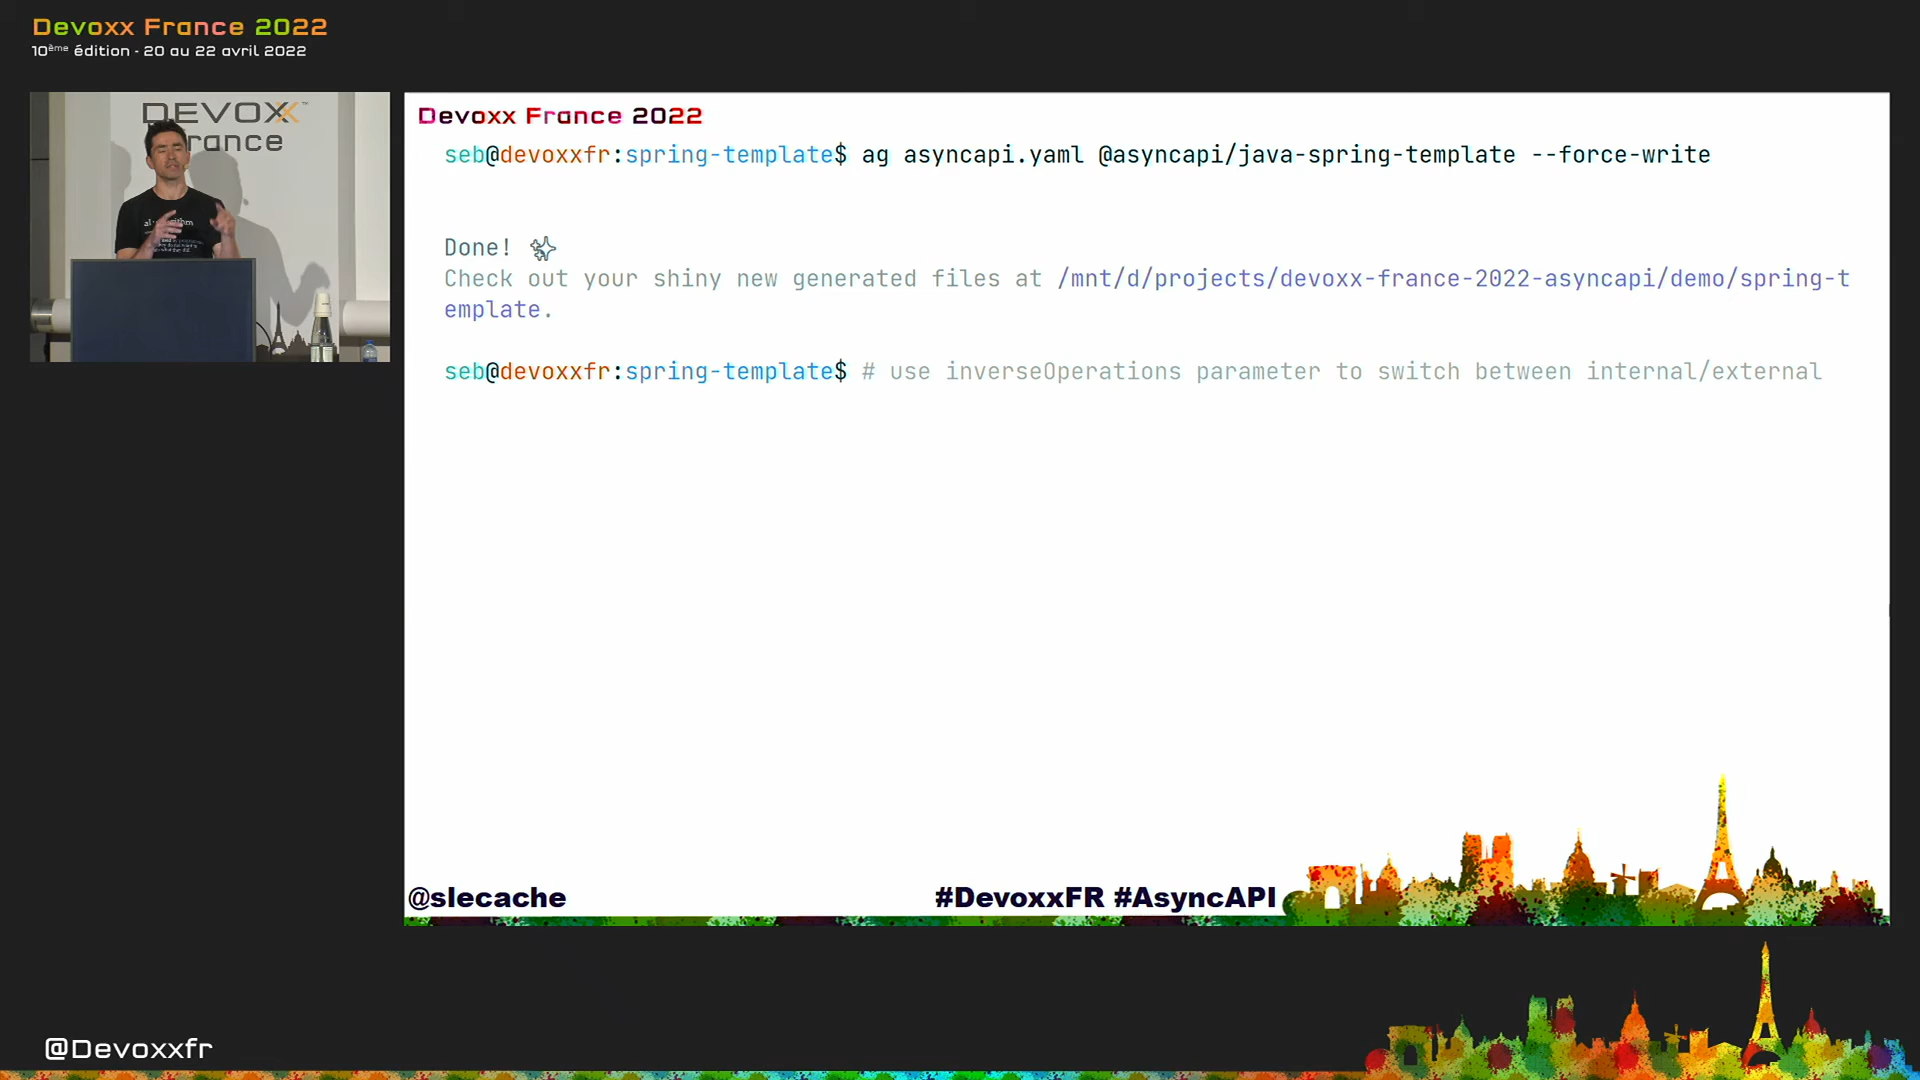 Devoxx France 2022
10ème édition - 20 au 22 avril 2022
DEVOXX™
France
Devoxx France 2022
seb@devoxxfr:spring-template$ ag asyncapi.yaml @asyncapi/java-spring-template --force-write
Done! ✨
Check out your shiny new generated files at /mnt/d/projects/devoxx-france-2022-asyncapi/demo/spring-t
emplate.
seb@devoxxfr:spring-template$ # use inverseOperations parameter to switch between internal/external
@slecache
#DevoxxFR #AsyncAPI
@Devoxxfr